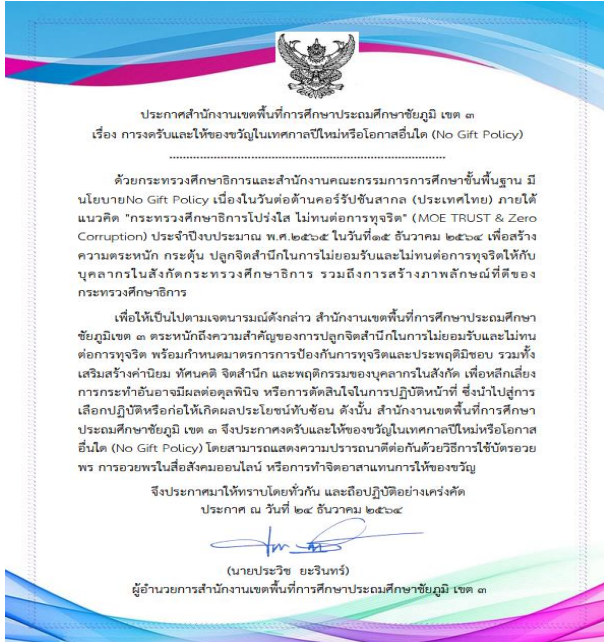 ประกาศสำนักงานเขตพื้นที่การศึกษาประถมศึกษาชัยภูมิ เขต ๓
เรื่อง การงดรับและให้ของขวัญในเทศกาลปีใหม่หรือโอกาสอื่นใด (No Gift Policy)
ด้วยกระทรวงศึกษาธิการและสำนักงานคณะกรรมการการศึกษาขั้นพื้นฐาน มี
นโยบายNo Gift Policy เนื่องในวันต่อต้านคอร์รัปชันสากล (ประเทศไทย) ภายใต้
แนวคิด "กระทรวงศึกษาธิการโปร่งใส ไม่ทนต่อการทุจริต" (MOE TRUST & Zero
Corruption) ประจำปีงบประมาณ พ.ศ.๒๕๖๕ ในวันที่๑๕ ธันวาคม ๒๕๖๔ เพื่อสร้าง
ความตระหนัก กระตุ้น ปลูกจิตสำนึกในการไม่ยอมรับและไม่ทนต่อการทุจริตให้กับ
บุคลากรในสังกัดกระทรวงศึกษาธิการ รวมถึงการสร้างภาพลักษณ์ที่ดีของ
กระทรวงศึกษาธิการ
เพื่อให้เป็นไปตามเจตนารมณ์ดังกล่าว สำนักงานเขตพื้นที่การศึกษาประถมศึกษา
ชัยภูมิเขต ๓ ตระหนักถึงความสำคัญของการปลูกจิตสำนึกในการไม่ยอมรับและไม่ทน
ต่อการทุจริต พร้อมกำหนดมาตรการการป้องกันการทุจริตและประพฤติมิชอบ รวมทั้ง
เสริมสร้างค่านิยม ทัศนคติ จิตสำนึก และพฤติกรรมของบุคลากรในสังกัด เพื่อหลีกเลี่ยง
การกระทำอันอาจมีผลต่อดุลพินิจ หรือการตัดสินใจในการปฏิบัติหน้าที่ ซึ่งนำไปสู่การ
เลือกปฏิบัติหรือก่อให้เกิดผลประโยชน์ทับซ้อน ดังนั้น สำนักงานเขตพื้นที่การศึกษา
ประถมศึกษาชัยภูมิ เขต ๓ จึงประกาศงดรับและให้ของขวัญในเทศกาลปีใหม่หรือโอกาส
อื่นใด (No Gift Policy) โดยสามารถแสดงความปรารถนาดีต่อกันด้วยวิธีการใช้บัตรอวย
พร การอวยพรในสื่อสังคมออนไลน์ หรือการทำจิตอาสาแทนการให้ของขวัญ
จึงประกาศมาให้ทราบโดยทั่วกัน และถือปฏิบัติอย่างเคร่งคัด
ประกาศ ณ วันที่ ๒๔ ธันวาคม ๒๕๖๔
(นายประวิช ยะรินทร์)
ผู้อำนวยการสำนักงานเขตพื้นที่การศึกษาประถมศึกษาชัยภูมิ เขต ๓